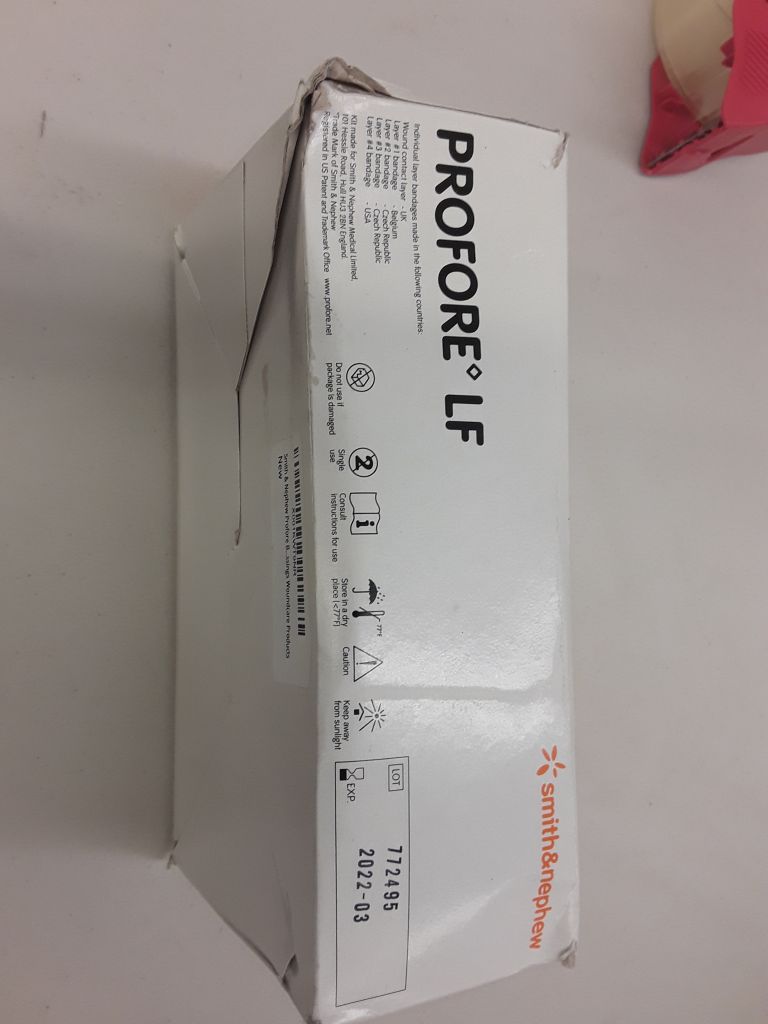 PROFORE◇ LF
smith&nephew
Individual layer bandages made in the following countries:
Wound contact layer - UK
Layer #1 bandage - Belgium
Layer #2 bandage - Czech Republic
Layer #3 bandage - Czech Republic
Layer #4 bandage - USA
Kit made for Smith & Nephew Medical Limited,
101 Hessle Road, Hull HU3 2BN England.
Trade Mark of Smith & Nephew
Registered in US Patent and Trademark Office www.profore.net
Do not use if
package is damaged
2
Single
use
i
Consult
instructions for use
77°F
Store in a dry
place (<77°F)
!
Caution
Keep away
from sunlight
LOT
772495
EXP.
2022-03
Smith & Nephew Profore B...ssings Woundcare Products
New